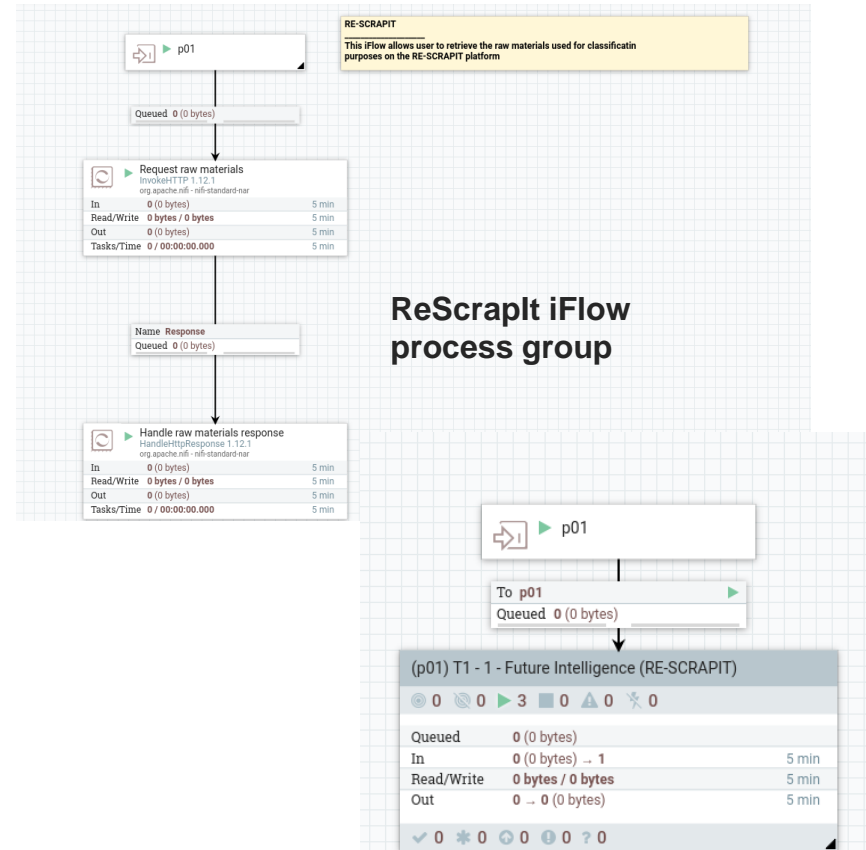 RE-SCRAPIT
____________________
This iFlow allows user to retrieve the raw materials used for classificatin
purposes on the RE-SCRAPIT platform
p01
Queued 0 (0 bytes)
Request raw materials
InvokeHTTP 1.12.1
org.apache.nifi - nifi-standard-nar
In 0 (0 bytes) 5 min
Read/Write 0 bytes / 0 bytes 5 min
Out 0 (0 bytes) 5 min
Tasks/Time 0 / 00:00:00.000 5 min
Name Response
Queued 0 (0 bytes)
ReScrapIt iFlow
process group
Handle raw materials response
HandleHttpResponse 1.12.1
org.apache.nifi - nifi-standard-nar
In 0 (0 bytes) 5 min
Read/Write 0 bytes / 0 bytes 5 min
Out 0 (0 bytes) 5 min
Tasks/Time 0 / 00:00:00.000 5 min
p01
To p01
Queued 0 (0 bytes)
(p01) T1 - 1 - Future Intelligence (RE-SCRAPIT)
0 0 3 0 0 0
Queued 0 (0 bytes)
In 0 (0 bytes) → 1 5 min
Read/Write 0 bytes / 0 bytes 5 min
Out 0 → 0 (0 bytes) 5 min
0 0 0 0 ? 0